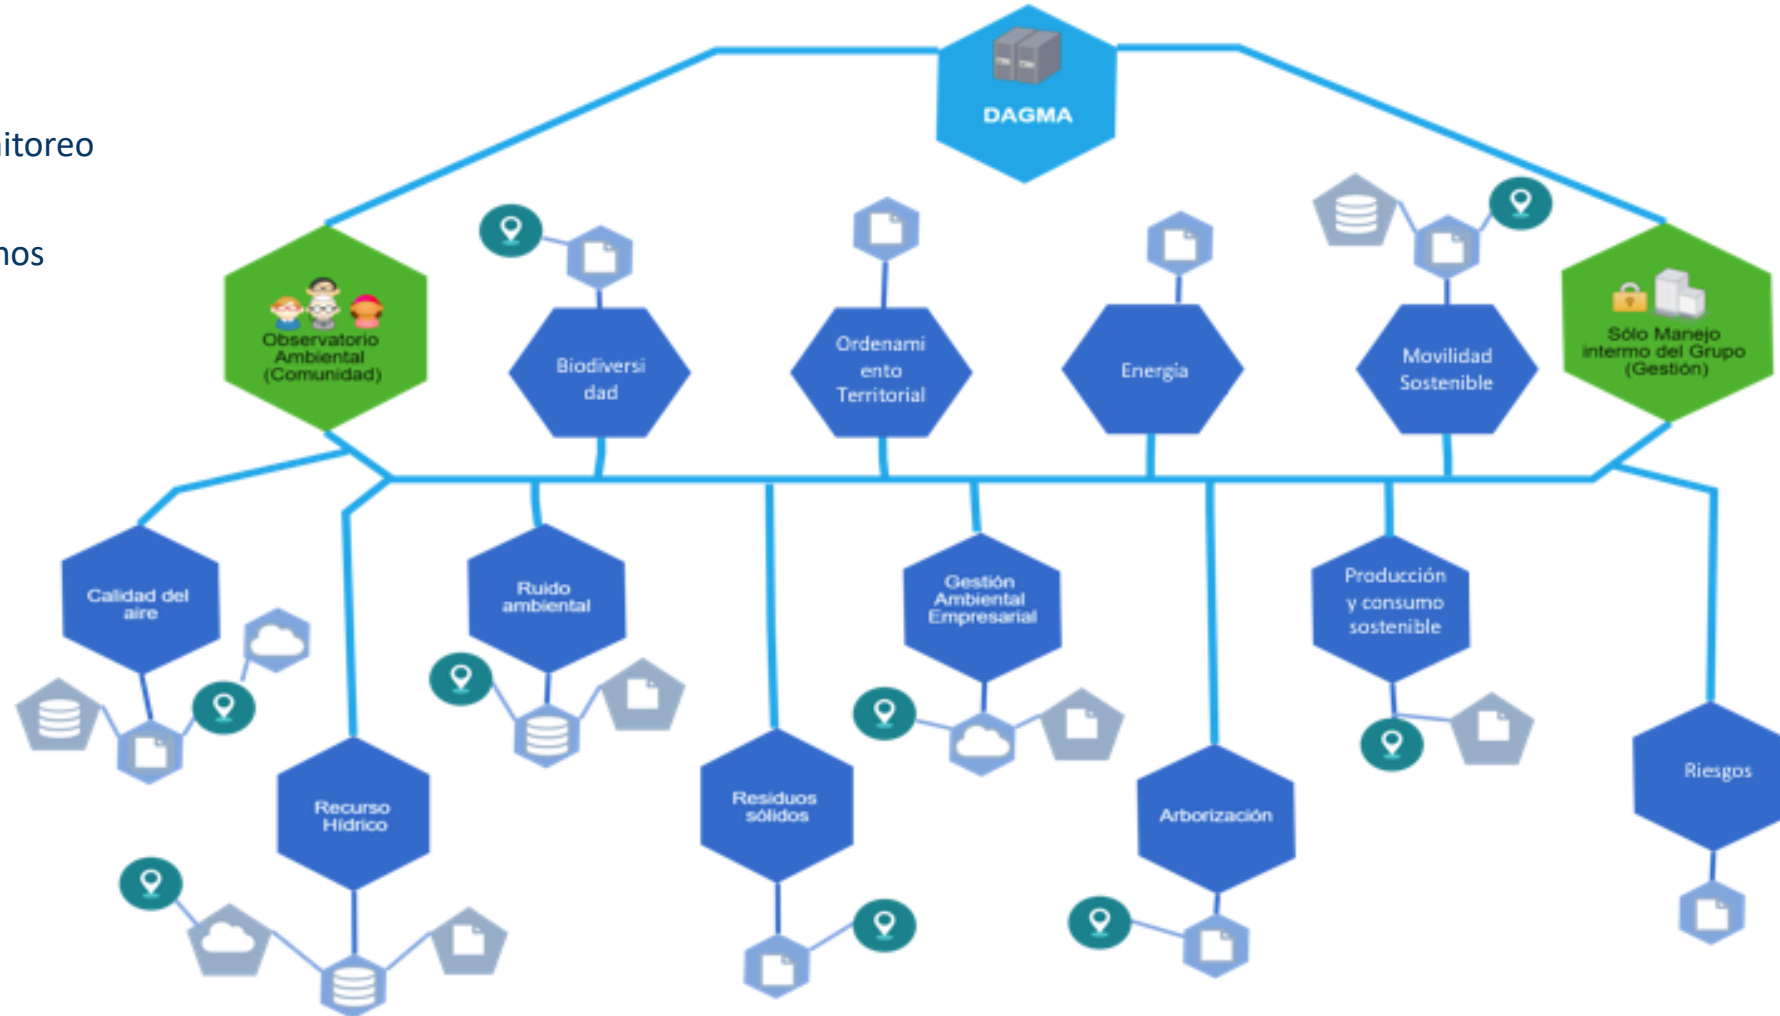 DAGMA
itoreo
nos
Observatorio
Ambiental
(Comunidad)
Biodiversi
dad
Ordenami
ento
Territorial
Energía
Movilidad
Sostenible
Sólo Manejo
intermo del Grupo
(Gestión)
Calidad del
aire
Ruido
ambiental
Gestión
Ambiental
Empresarial
Producción
y consumo
sostenible
Recurso
Hídrico
Residuos
sólidos
Arborización
Riesgos